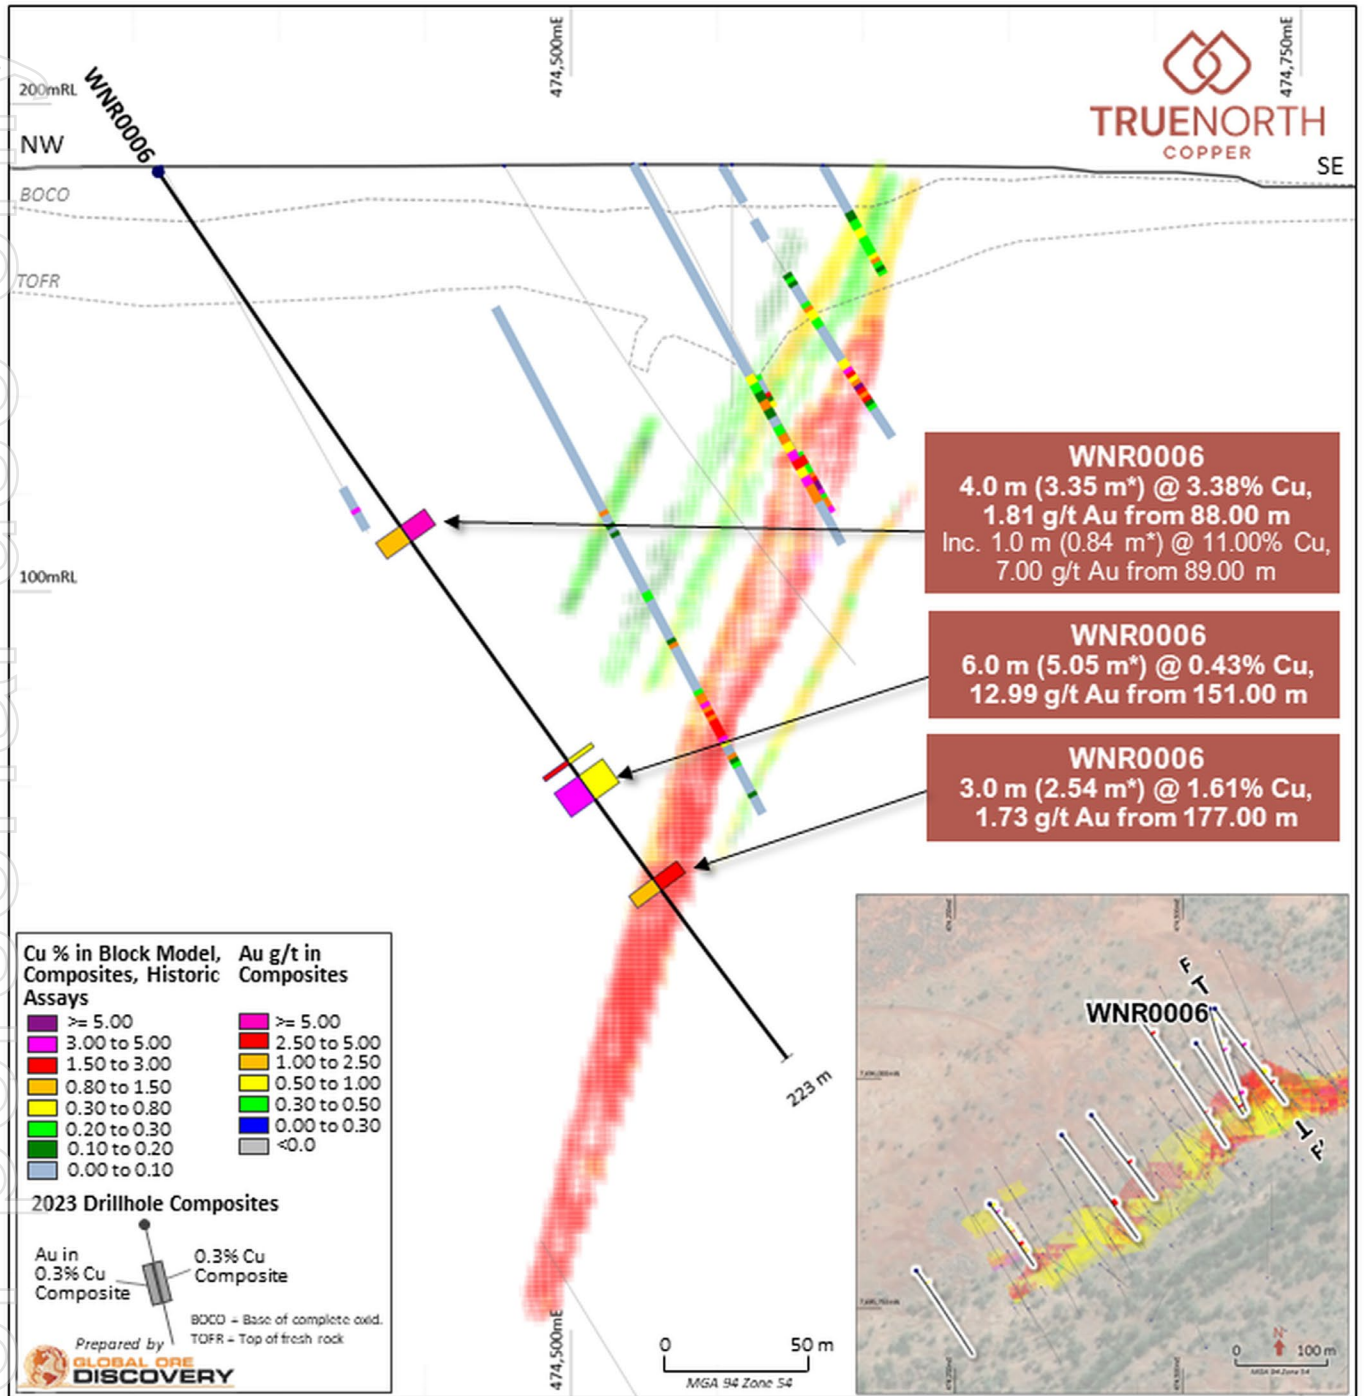 474,500mE
474,750mE
TRUENORTH
COPPER
200mRL
WNR0006
NW
SE
BOCO
TOFR
WNR0006
4.0 m (3.35 m*) @ 3.38% Cu,
1.81 g/t Au from 88.00 m
Inc. 1.0 m (0.84 m*) @ 11.00% Cu,
7.00 g/t Au from 89.00 m
100mRL
WNR0006
6.0 m (5.05 m*) @ 0.43% Cu,
12.99 g/t Au from 151.00 m
WNR0006
3.0 m (2.54 m*) @ 1.61% Cu,
1.73 g/t Au from 177.00 m
223 m
Cu % in Block Model,
Composites, Historic
Assays
>= 5.00
3.00 to 5.00
1.50 to 3.00
0.80 to 1.50
0.30 to 0.80
0.20 to 0.30
0.10 to 0.20
0.00 to 0.10
Au g/t in
Composites
>= 5.00
2.50 to 5.00
1.00 to 2.50
0.50 to 1.00
0.30 to 0.50
0.00 to 0.30
<0.0
2023 Drillhole Composites
Au in
0.3% Cu
Composite
0.3% Cu
Composite
BOCO = Base of complete oxid.
TOFR = Top of fresh rock
Prepared by
GLOBAL ORE
DISCOVERY
474,500mE
0 50 m
MGA 94 Zone 54
F
WNR0006
F'
N
0 100 m
MGA 94 Zone 54